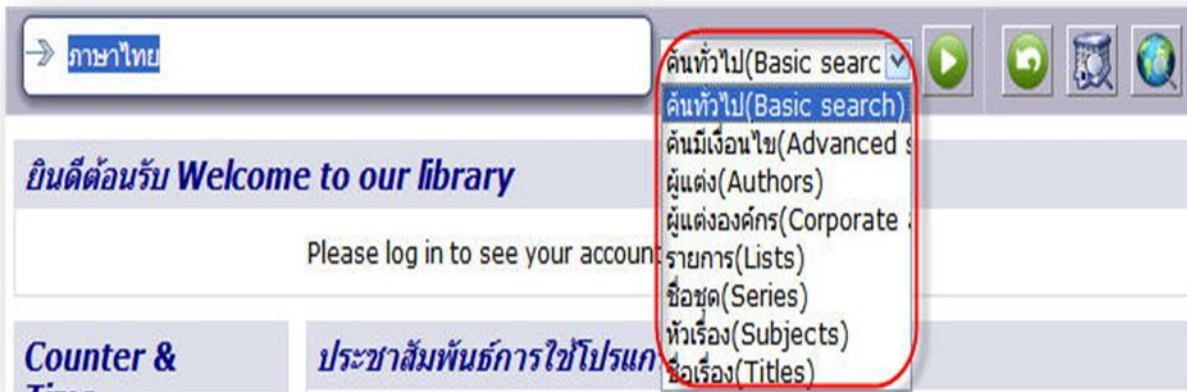 ภาษาไทย
ค้นทั่วไป(Basic searc
ค้นทั่วไป(Basic search)
ค้นมีเงื่อนไข(Advanced s
ผู้แต่ง(Authors)
ผู้แต่งองค์กร(Corporate
รายการ(Lists)
ชื่อชุด(Series)
หัวเรื่อง(Subjects)
ชื่อเรื่อง(Titles)
ยินดีต้อนรับ Welcome to our library
Please log in to see your account
Counter &
ประชาสัมพันธ์การใช้โปรแก